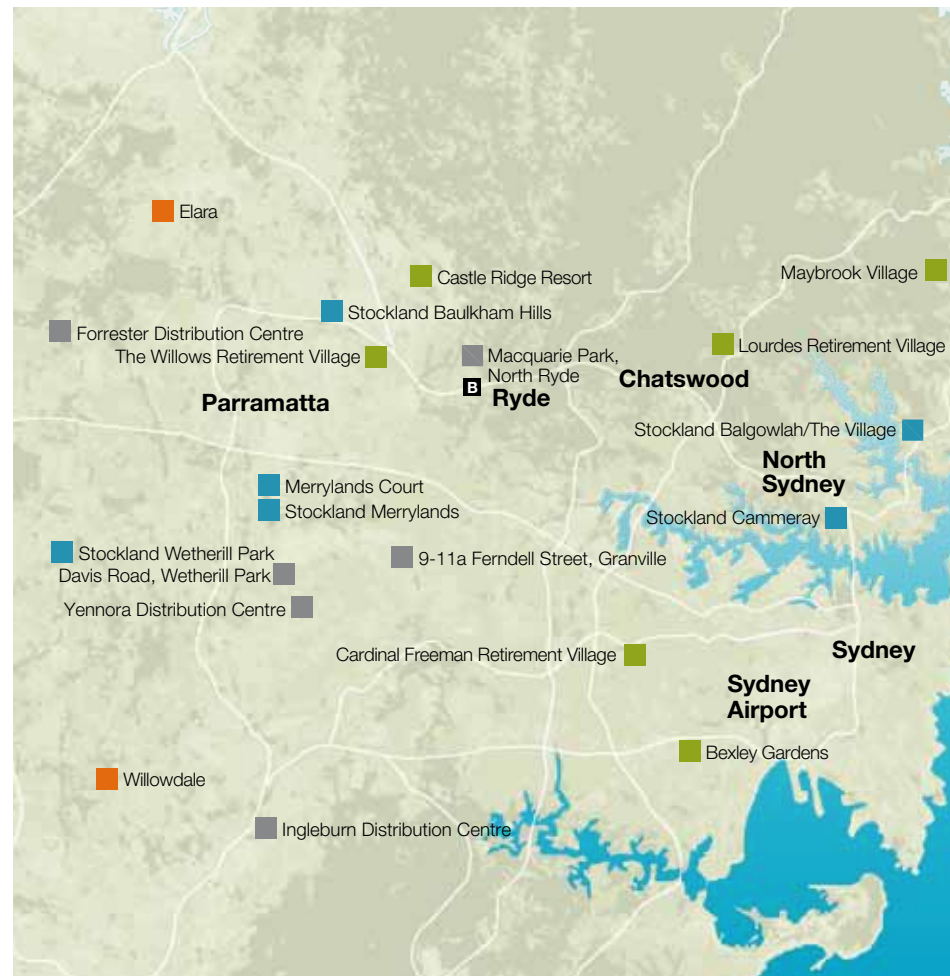 Elara
Castle Ridge Resort
Maybrook Village
Stockland Baulkham Hills
Forrester Distribution Centre
The Willows Retirement Village
Macquarie Park,
North Ryde
Lourdes Retirement Village
Chatswood
B
Ryde
Parramatta
Stockland Balgowlah/The Village
North
Sydney
Merrylands Court
Stockland Merrylands
Stockland Cammeray
Stockland Wetherill Park
Davis Road, Wetherill Park
9-11a Ferndell Street, Granville
Yennora Distribution Centre
Cardinal Freeman Retirement Village
Sydney
Sydney
Airport
Bexley Gardens
Willowdale
Ingleburn Distribution Centre